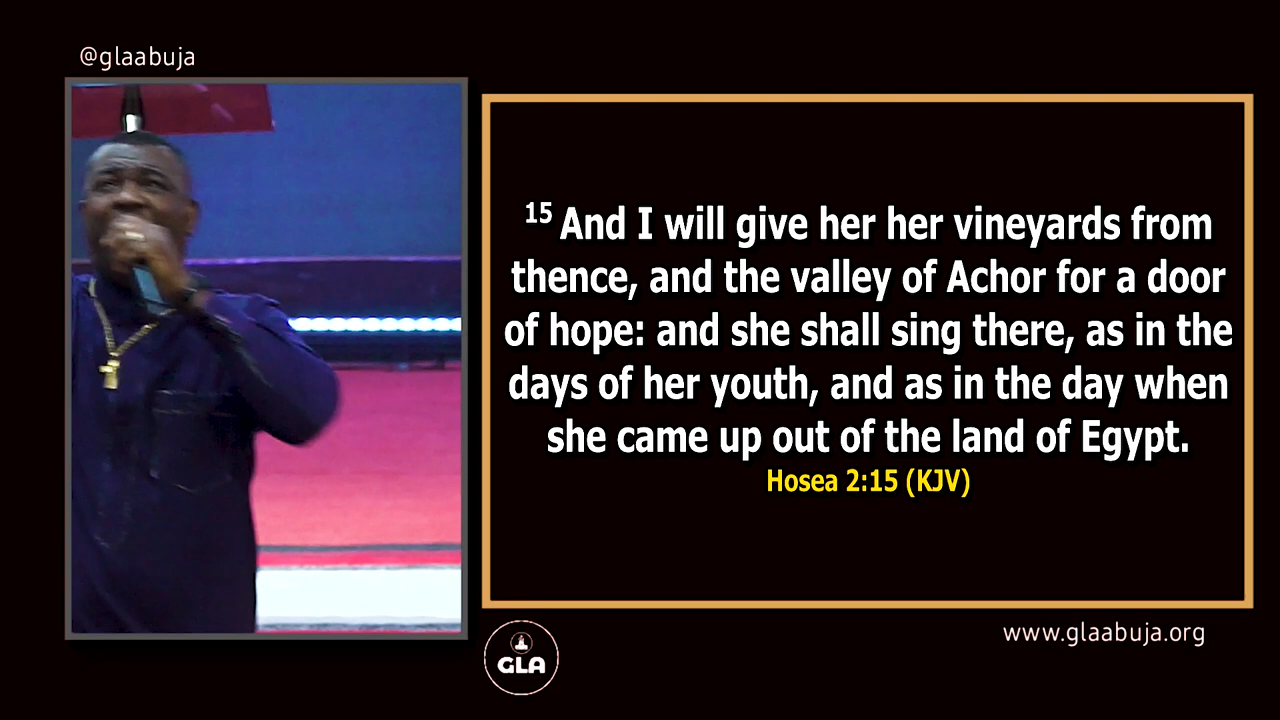 @glaabuja
15 And I will give her her vineyards from
thence, and the valley of Achor for a door
of hope: and she shall sing there, as in the
days of her youth, and as in the day when
she came up out of the land of Egypt.
Hosea 2:15 (KJV)
www.glaabuja.org
GLA